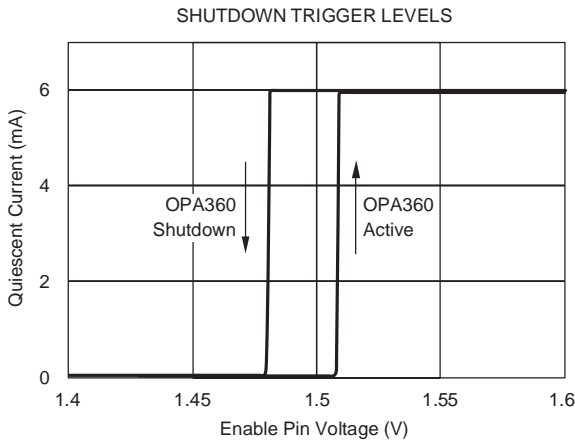 SHUTDOWN TRIGGER LEVELS
Quiescent Current (mA)
6
4
2
0
OPA360
Shutdown
OPA360
Active
1.4 1.45 1.5 1.55 1.6
Enable Pin Voltage (V)